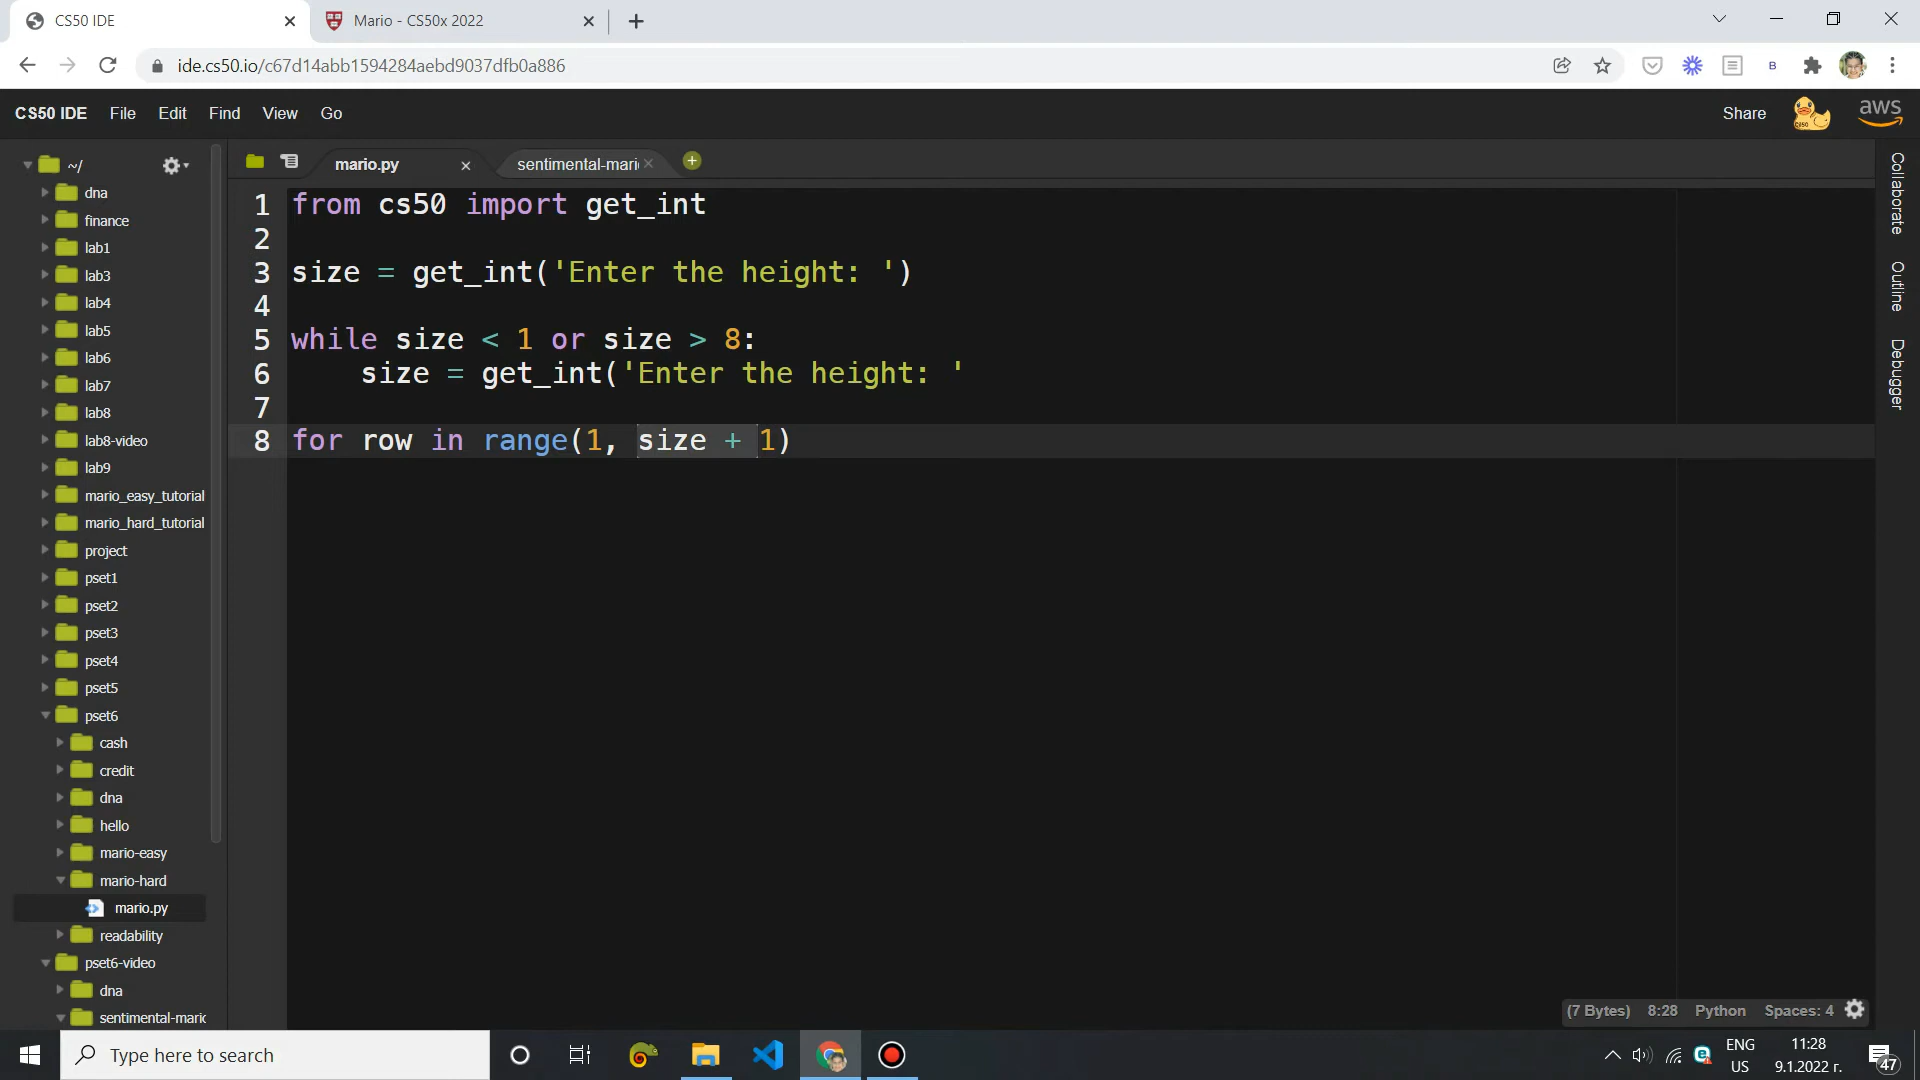 CS50 IDE
Mario - CS50x 2022
ide.cs50.io/c67d14abb1594284aebd9037dfb0a886
B
CS50 IDE File Edit Find View Go
Share
aws
~/
dna
finance
lab1
lab3
lab4
lab5
lab6
lab7
lab8
lab8-video
lab9
mario_easy_tutorial
mario_hard_tutorial
project
pset1
pset2
pset3
pset4
pset5
pset6
cash
credit
dna
hello
mario-easy
mario-hard
mario.py
readability
pset6-video
dna
sentimental-mario
mario.py
sentimental-mari
1 from cs50 import get_int
2
3 size = get_int('Enter the height: ')
4
5 while size < 1 or size > 8:
6 size = get_int('Enter the height: '
7
8 for row in range(1, size + 1)
Collaborate
Outline
Debugger
(7 Bytes) 8:28 Python Spaces: 4
Type here to search
ENG
US
11:28
9.1.2022 г.
47